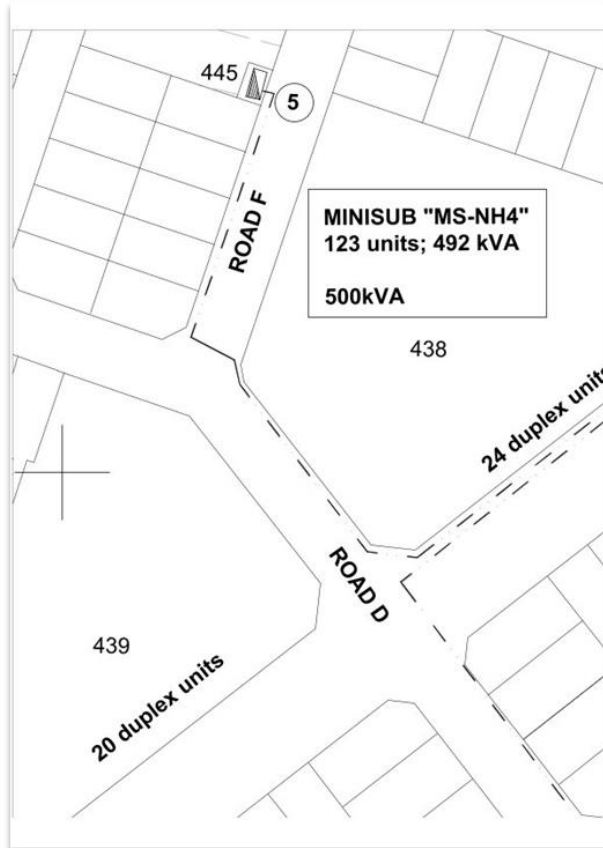 445
5
ROAD F
MINISUB "MS-NH4"
123 units; 492 kVA
500kVA
438
24 duplex units
ROAD D
439
20 duplex units